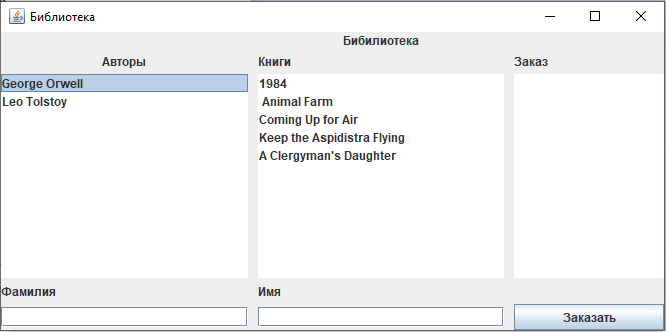 Библиотека
Бибилиотека
Авторы
Книги
Заказ
George Orwell
Leo Tolstoy
1984
Animal Farm
Coming Up for Air
Keep the Aspidistra Flying
A Clergyman's Daughter
Фамилия
Имя
Заказать